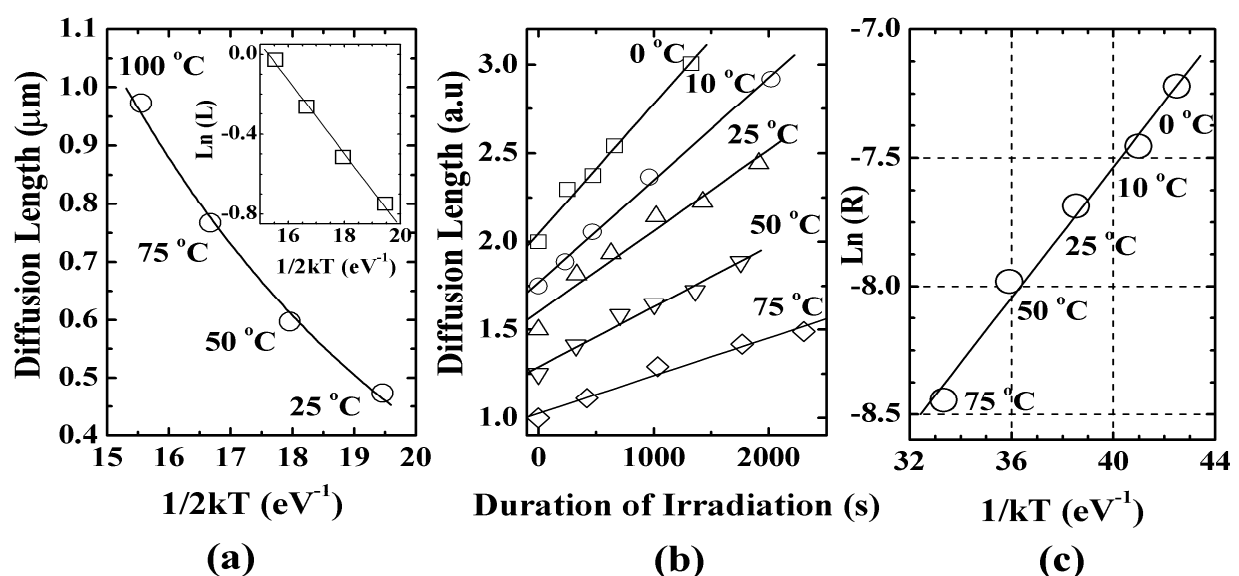 1.1
1.0
0.9
0.8
0.7
0.6
0.5
0.4
Diffusion Length (μm)
100 °C
75 °C
50 °C
25 °C
15 16 17 18 19 20
1/2kT (eV⁻¹)
(a)
0.0
-0.4
-0.8
Ln (L)
16 18 20
1/2kT (eV⁻¹)
3.0
2.5
2.0
1.5
1.0
Diffusion Length (a.u)
0 °C
10 °C
25 °C
50 °C
75 °C
0 1000 2000
Duration of Irradiation (s)
(b)
-7.0
-7.5
-8.0
-8.5
Ln (R)
0 °C
10 °C
25 °C
50 °C
75 °C
32 36 40 44
1/kT (eV⁻¹)
(c)